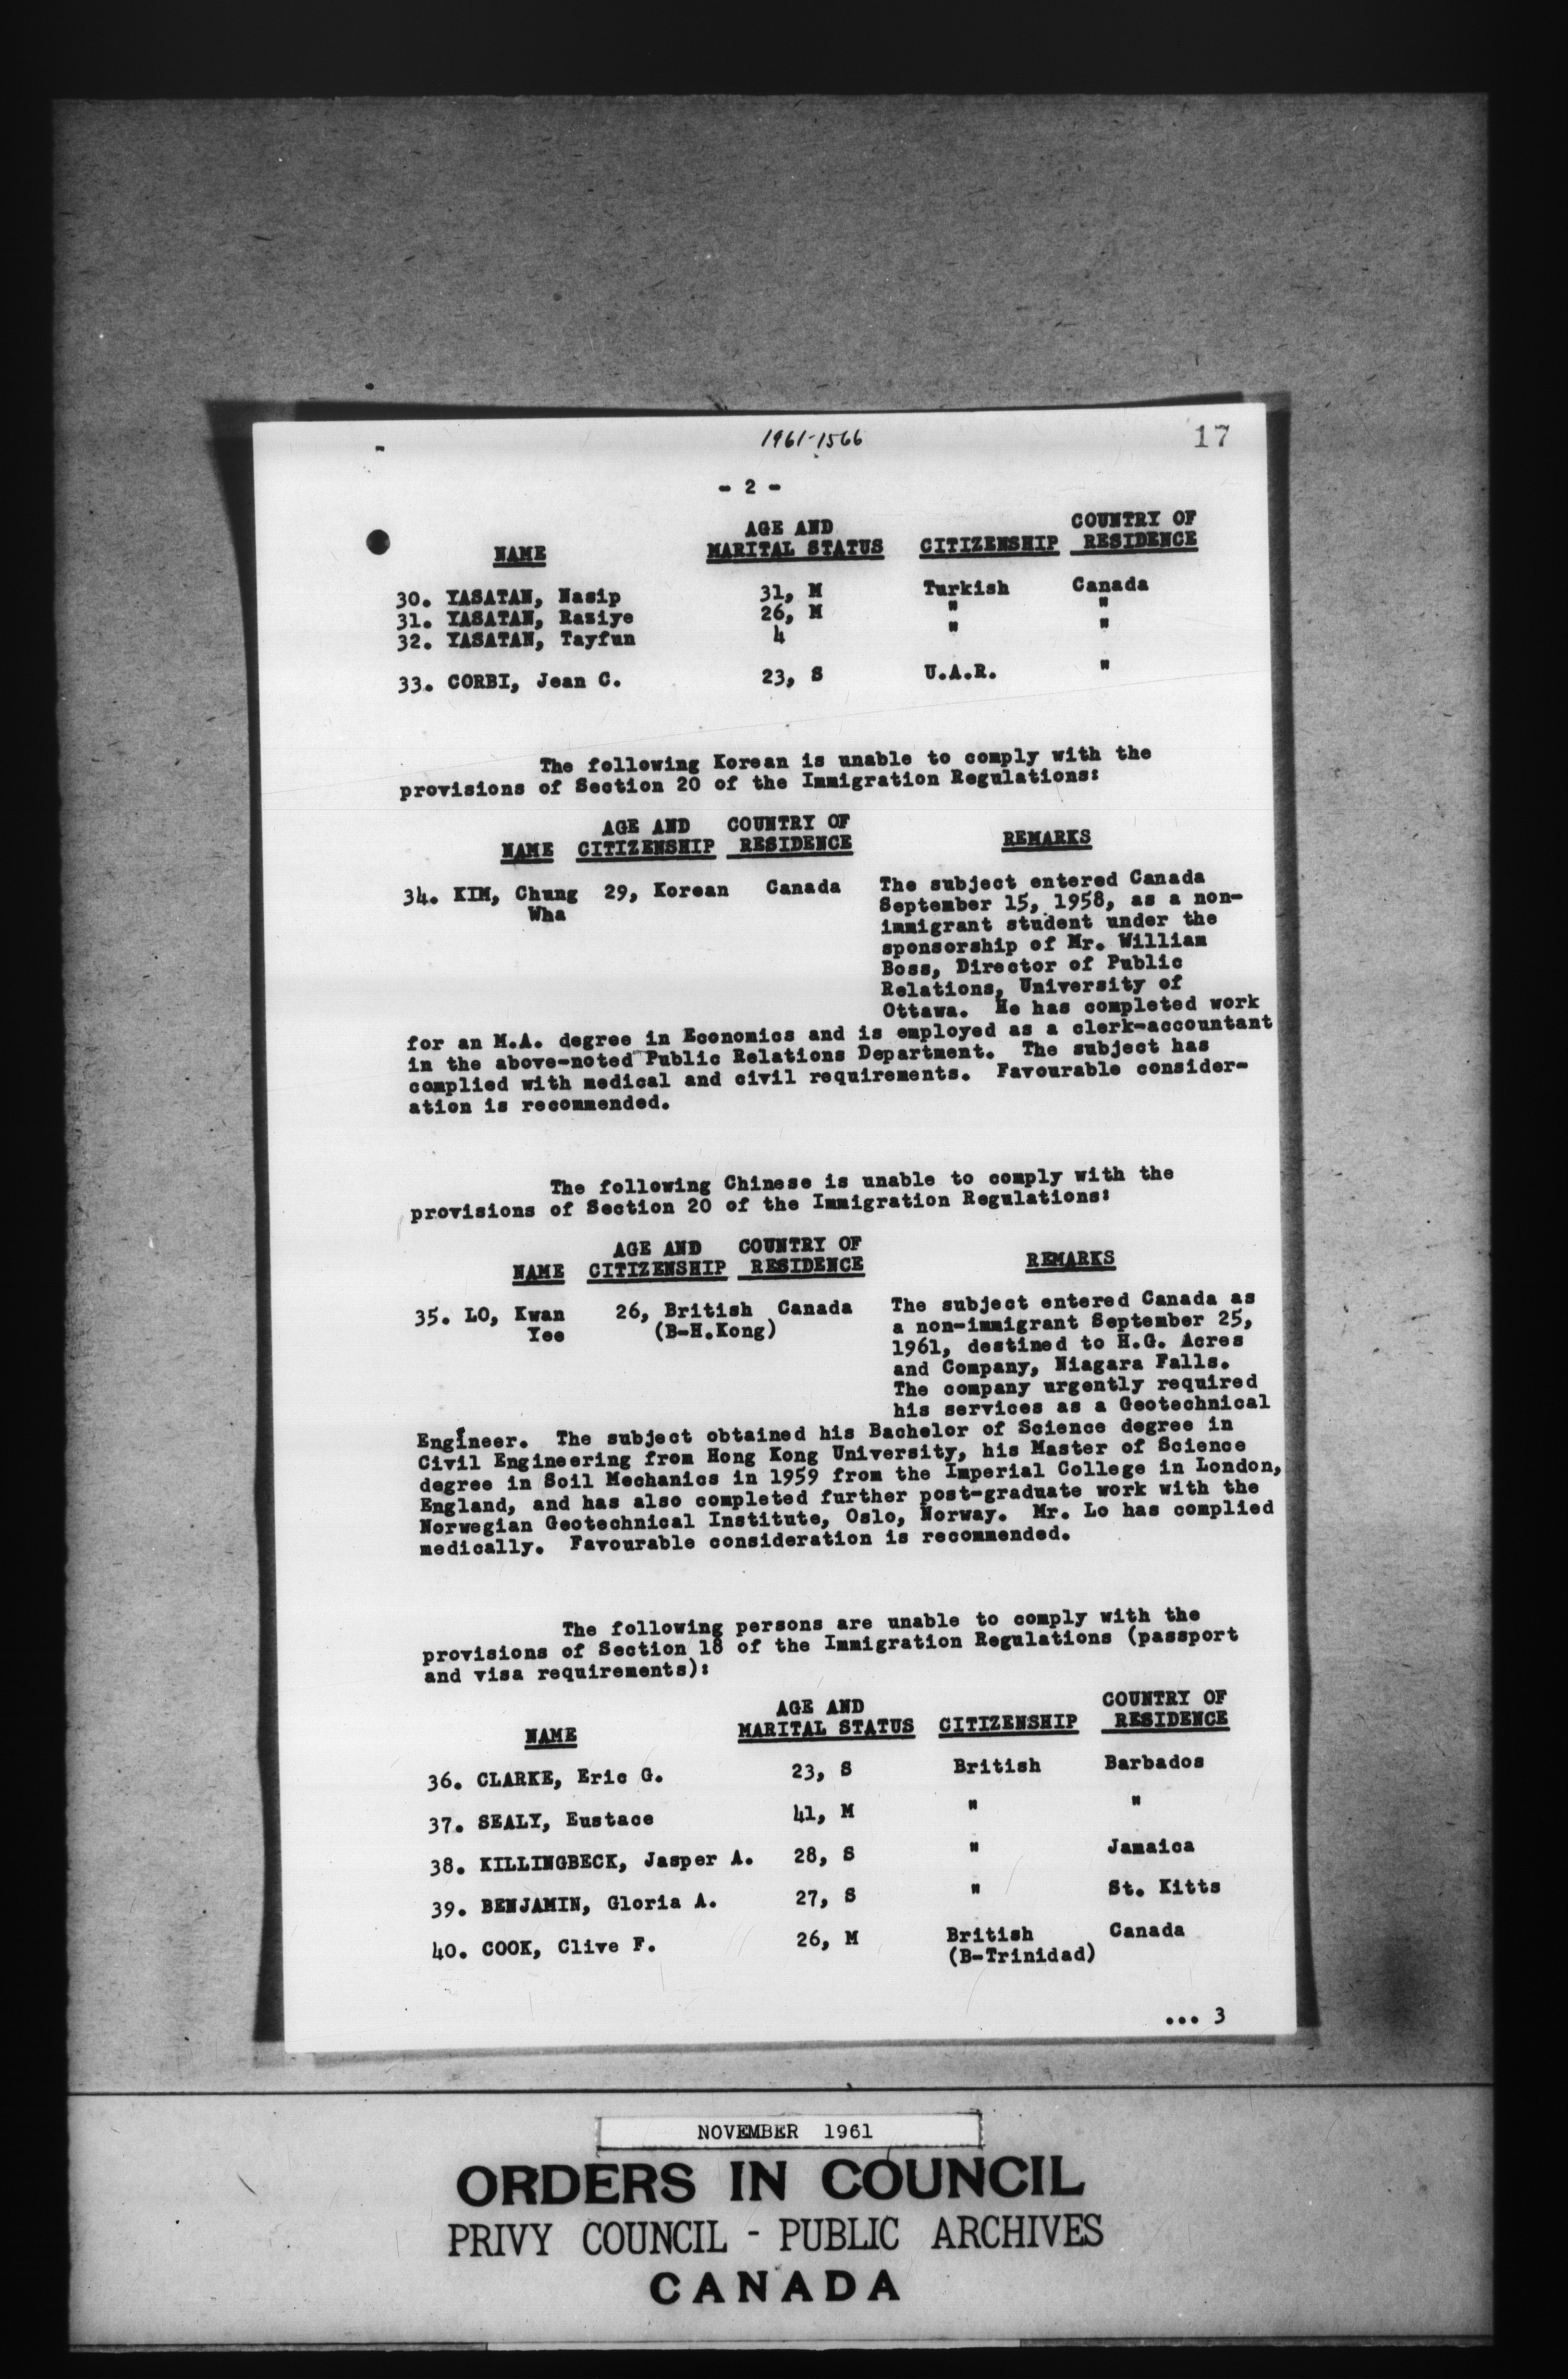 1961-1566
17
- 2 -
NAME AGE AND MARITAL STATUS CITIZENSHIP COUNTRY OF RESIDENCE
30. YASATAN, Nasip 31, M Turkish Canada
31. YASATAN, Raziye 26, M " "
32. YASATAN, Tayfun 4 " "
33. CORBI, Jean C. 23, S U.A.R. "
The following Korean is unable to comply with the
provisions of Section 20 of the Immigration Regulations:
NAME AGE AND CITIZENSHIP COUNTRY OF RESIDENCE REMARKS
34. KIM, Chung Wha 29, Korean Canada
The subject entered Canada
September 15, 1958, as a non-
immigrant student under the
sponsorship of Mr. William
Boss, Director of Public
Relations, University of
Ottawa. He has completed work
for an M.A. degree in Economics and is employed as a clerk-accountant
in the above-noted Public Relations Department. The subject has
complied with medical and civil requirements. Favourable consider-
ation is recommended.
The following Chinese is unable to comply with the
provisions of Section 20 of the Immigration Regulations:
NAME AGE AND CITIZENSHIP COUNTRY OF RESIDENCE REMARKS
35. LO, Kwan Yee 26, British (B-H.Kong) Canada
The subject entered Canada as
a non-immigrant September 25,
1961, destined to H.G. Acres
and Company, Niagara Falls.
The company urgently required
his services as a Geotechnical
Engineer. The subject obtained his Bachelor of Science degree in
Civil Engineering from Hong Kong University, his Master of Science
degree in Soil Mechanics in 1959 from the Imperial College in London,
England, and has also completed further post-graduate work with the
Norwegian Geotechnical Institute, Oslo, Norway. Mr. Lo has complied
medically. Favourable consideration is recommended.
The following persons are unable to comply with the
provisions of Section 18 of the Immigration Regulations (passport
and visa requirements):
NAME AGE AND MARITAL STATUS CITIZENSHIP COUNTRY OF RESIDENCE
36. CLARKE, Eric G. 23, S British Barbados
37. SEALY, Eustace 41, M " "
38. KILLINGBECK, Jasper A. 28, S " Jamaica
39. BENJAMIN, Gloria A. 27, S " St. Kitts
40. COOK, Clive F. 26, M British Canada
(B-Trinidad)
... 3
NOVEMBER 1961
ORDERS IN COUNCIL
PRIVY COUNCIL - PUBLIC ARCHIVES
CANADA